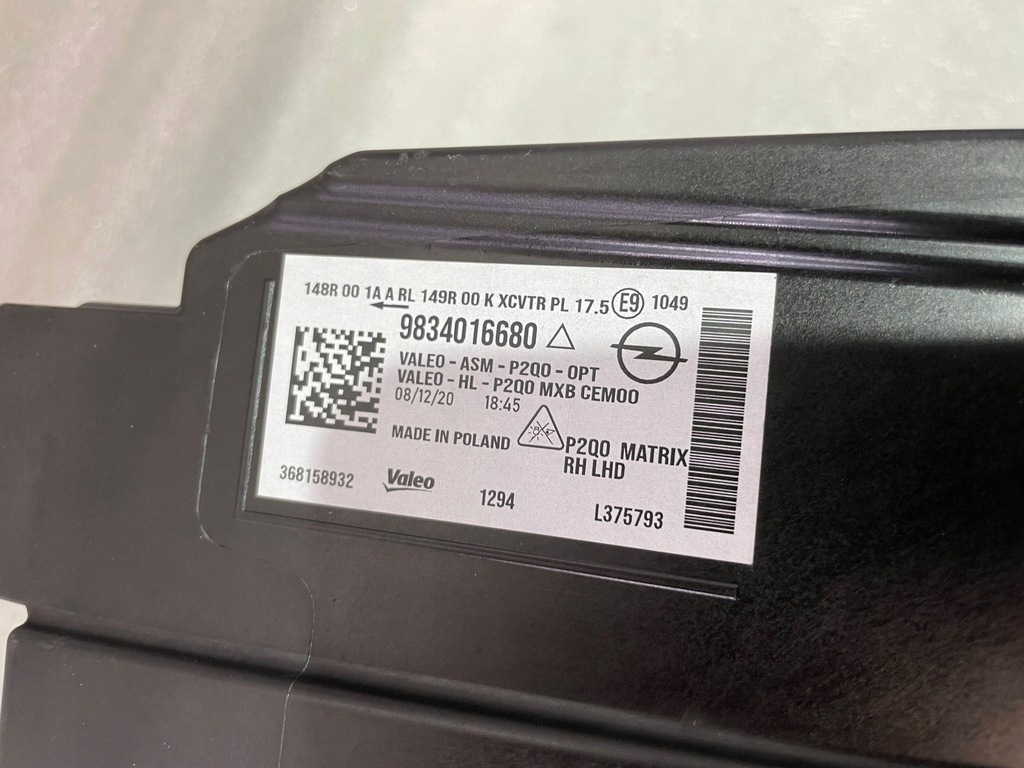 148R 00 1A A RL 149R 00 K XCVTR PL 17.5 E9 1049
9834016680
VALEO - ASM - P2Q0 - OPT
VALEO - HL - P2Q0 MXB CEM00
08/12/20 18:45
MADE IN POLAND
P2Q0 MATRIX
RH LHD
368158932 Valeo 1294 L375793